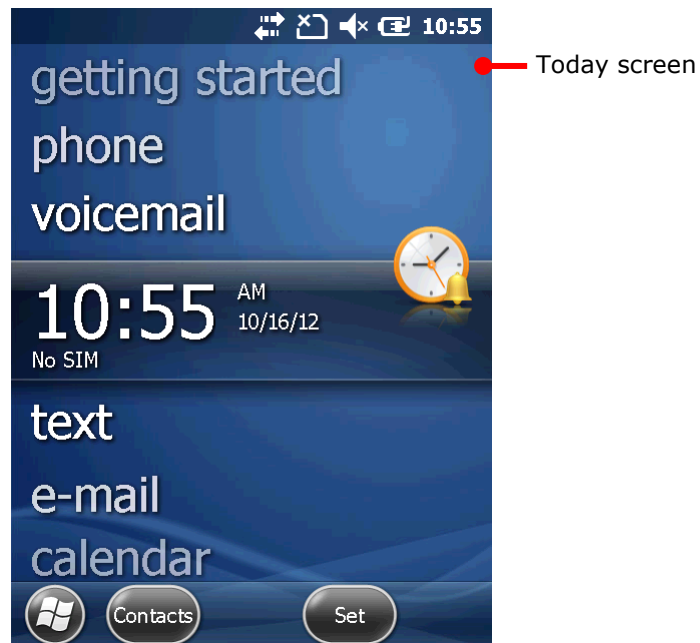 10:55
Today screen
getting started
phone
voicemail
10:55 AM
10/16/12
No SIM
text
e-mail
calendar
Contacts Set